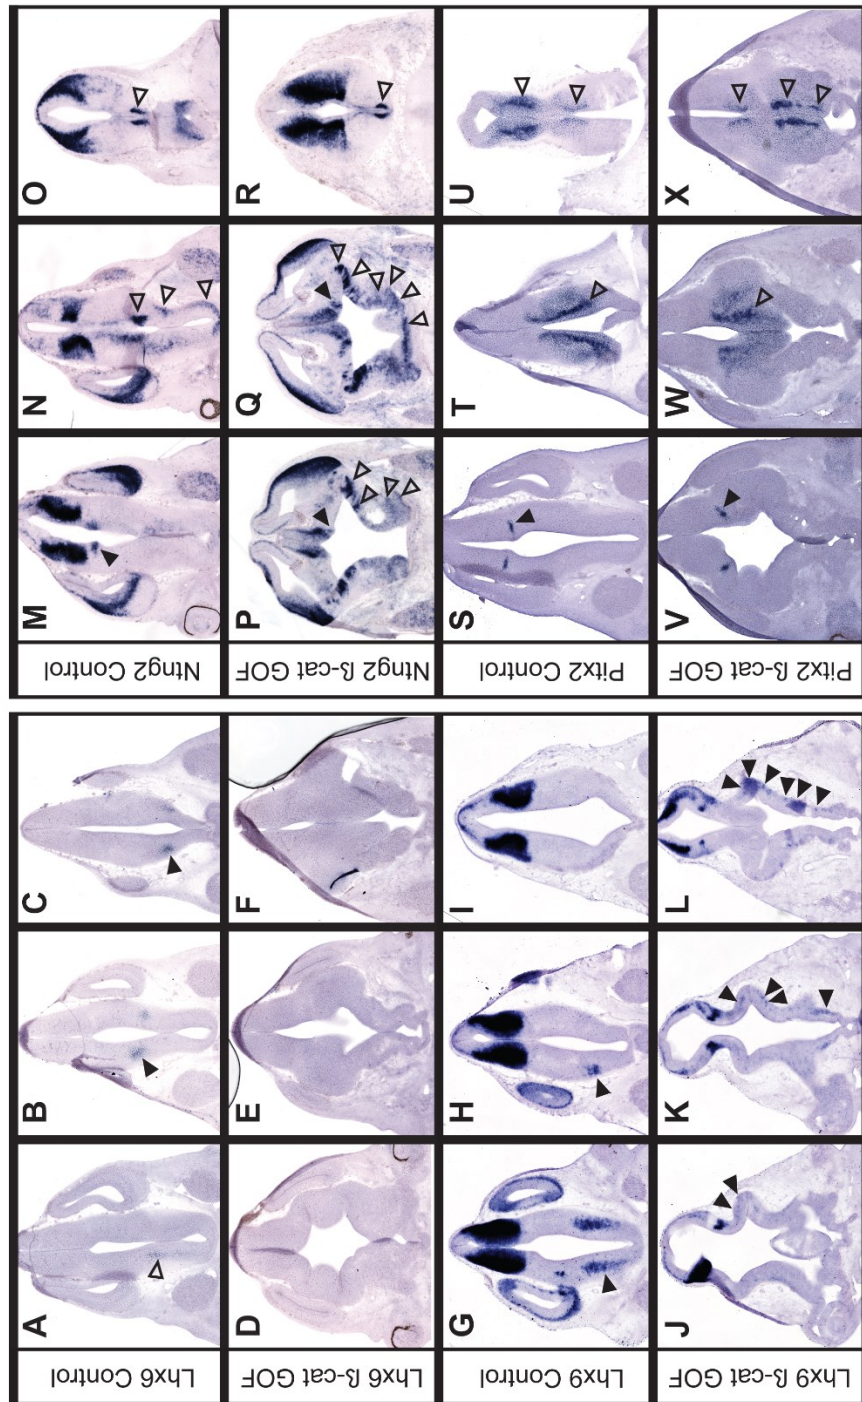 Lhx6 Control
A
B
C
Lhx6 ß-cat GOF
D
E
F
Lhx9 Control
G
H
I
Lhx9 ß-cat GOF
J
K
L
Ntng2 Control
M
N
O
Ntng2 ß-cat GOF
P
Q
R
Pitx2 Control
S
T
U
Pitx2 ß-cat GOF
V
W
X